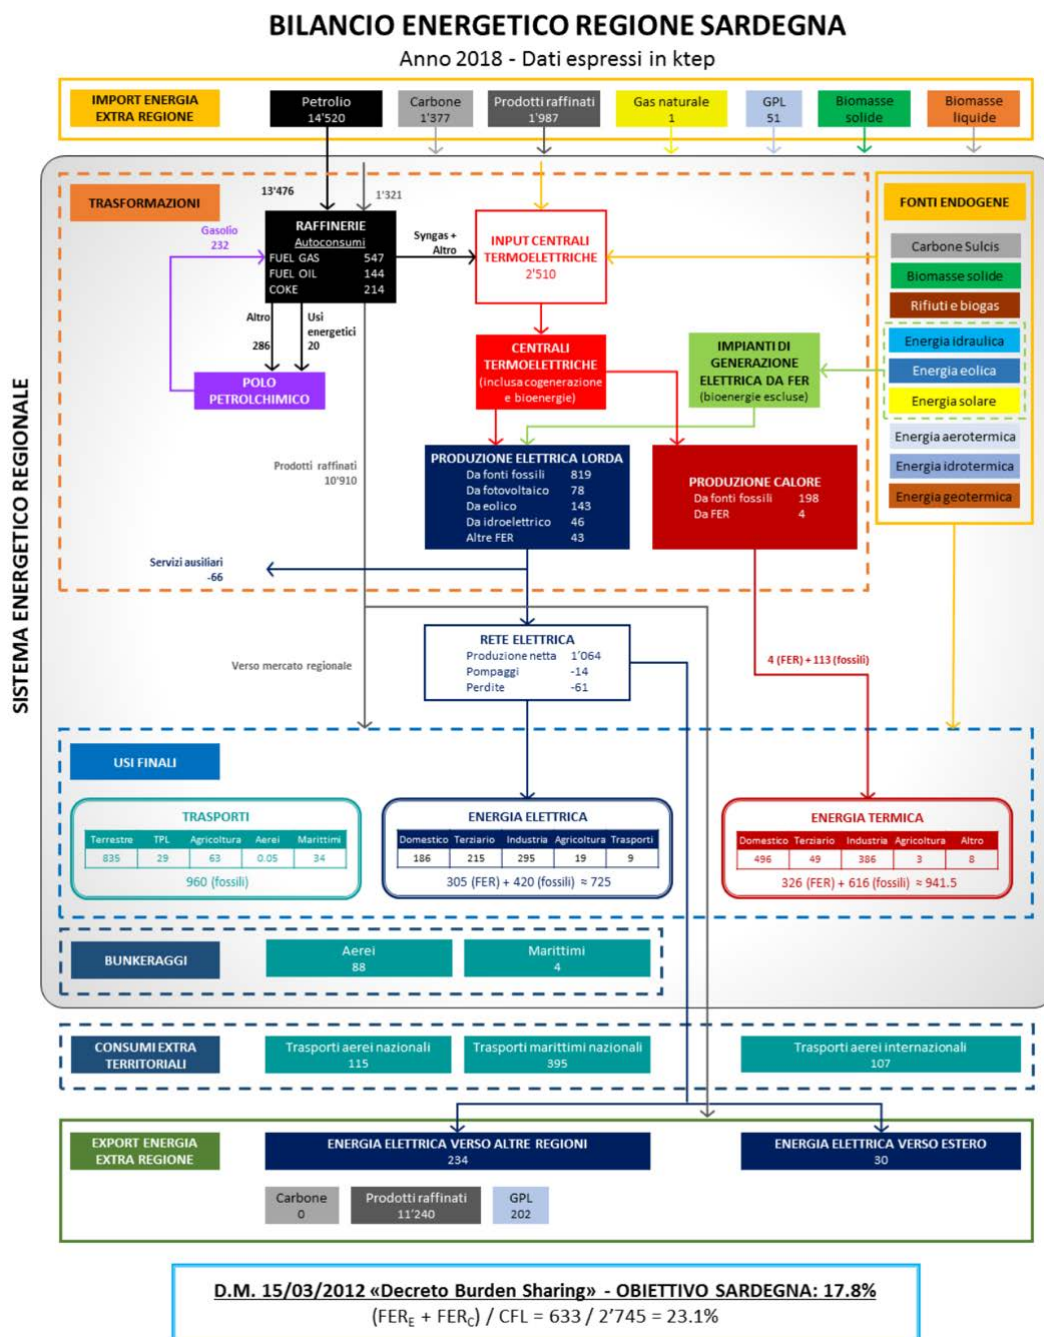 BILANCIO ENERGETICO REGIONE SARDEGNA
Anno 2018 - Dati espressi in ktep
IMPORT ENERGIA
EXTRA REGIONE
Petrolio
14'520
Carbone
1'377
Prodotti raffinati
1'987
Gas naturale
1
GPL
51
Biomasse
solide
Biomasse
liquide
SISTEMA ENERGETICO REGIONALE
TRASFORMAZIONI
13'476
1'321
Gasolio
232
RAFFINERIE
Autoconsumi
FUEL GAS 547
FUEL OIL 144
COKE 214
Syngas +
Altro
INPUT CENTRALI
TERMOELETTRICHE
2'510
FONTI ENDOGENE
Carbone Sulcis
Biomasse solide
Rifiuti e biogas
Energia idraulica
Energia eolica
Energia solare
Energia aerotermica
Energia idrotermica
Energia geotermica
Altro
286
Usi
energetici
20
POLO
PETROLCHIMICO
CENTRALI
TERMOELETTRICHE
(inclusa cogenerazione
e bioenergie)
IMPIANTI DI
GENERAZIONE
ELETTRICA DA FER
(bioenergie escluse)
Prodotti raffinati
10'910
PRODUZIONE ELETTRICA LORDA
Da fonti fossili 819
Da fotovoltaico 78
Da eolico 143
Da idroelettrico 46
Altre FER 43
PRODUZIONE CALORE
Da fonti fossili 198
Da FER 4
Servizi ausiliari
-66
RETE ELETTRICA
Produzione netta 1'064
Pompaggi -14
Perdite -61
Verso mercato regionale
4 (FER) + 113 (fossili)
USI FINALI
TRASPORTI
Terrestre TPL Agricoltura Aerei Marittimi
835 29 63 0.05 34
960 (fossili)
ENERGIA ELETTRICA
Domestico Terziario Industria Agricoltura Trasporti
186 215 295 19 9
305 (FER) + 420 (fossili) ≈ 725
ENERGIA TERMICA
Domestico Terziario Industria Agricoltura Altro
496 49 386 3 8
326 (FER) + 616 (fossili) ≈ 941.5
BUNKERAGGI
Aerei
88
Marittimi
4
CONSUMI EXTRA
TERRITORIALI
Trasporti aerei nazionali
115
Trasporti marittimi nazionali
395
Trasporti aerei internazionali
107
EXPORT ENERGIA
EXTRA REGIONE
ENERGIA ELETTRICA VERSO ALTRE REGIONI
234
ENERGIA ELETTRICA VERSO ESTERO
30
Carbone
0
Prodotti raffinati
11'240
GPL
202
D.M. 15/03/2012 «Decreto Burden Sharing» - OBIETTIVO SARDEGNA: 17.8%
(FERE + FERC) / CFL = 633 / 2'745 = 23.1%